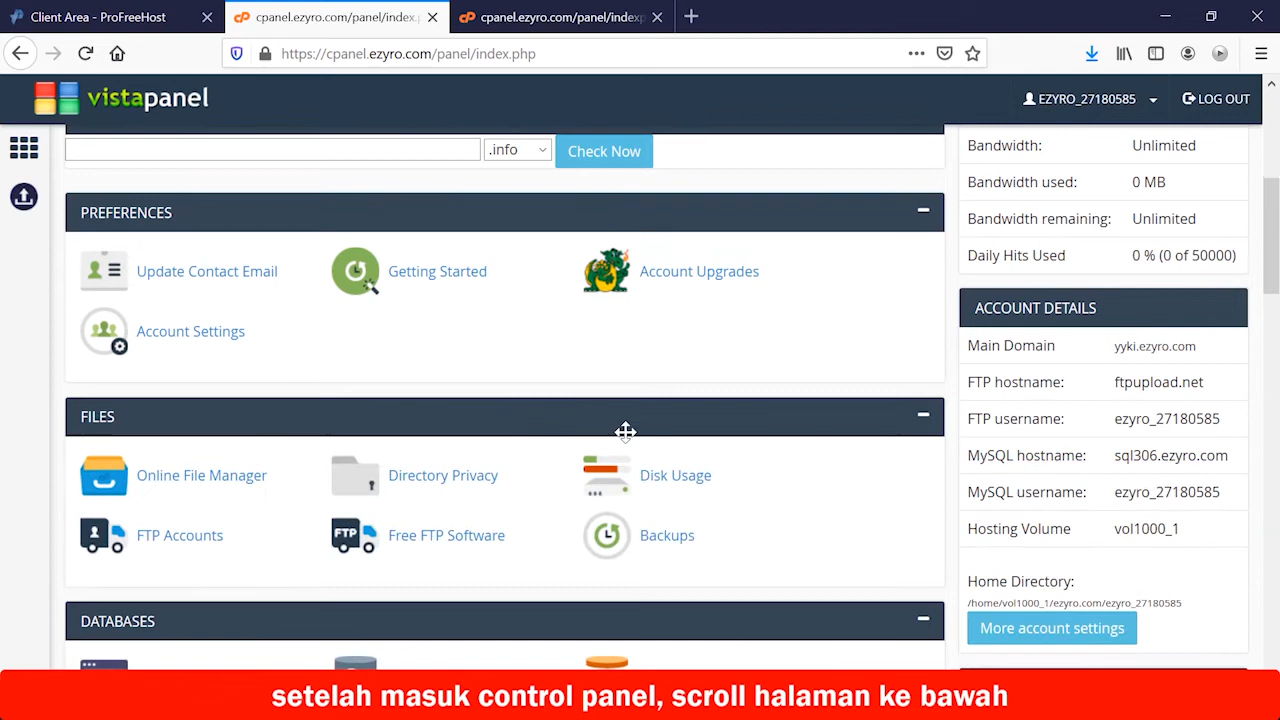 Client Area - ProFreeHost
cpanel.ezyro.com/panel/index.
cpanel.ezyro.com/panel/indexp
https://cpanel.ezyro.com/panel/index.php
vistapanel
EZYRO_27180585
LOG OUT
.info
Check Now
PREFERENCES
Update Contact Email
Getting Started
Account Upgrades
Account Settings
FILES
Online File Manager
Directory Privacy
Disk Usage
FTP Accounts
FTP
Free FTP Software
Backups
DATABASES
Bandwidth: Unlimited
Bandwidth used: 0 MB
Bandwidth remaining: Unlimited
Daily Hits Used 0 % (0 of 50000)
ACCOUNT DETAILS
Main Domain yyki.ezyro.com
FTP hostname: ftpupload.net
FTP username: ezyro_27180585
MySQL hostname: sql306.ezyro.com
MySQL username: ezyro_27180585
Hosting Volume vol1000_1
Home Directory:
/home/vol1000_1/ezyro.com/ezyro_27180585
More account settings
setelah masuk control panel, scroll halaman ke bawah